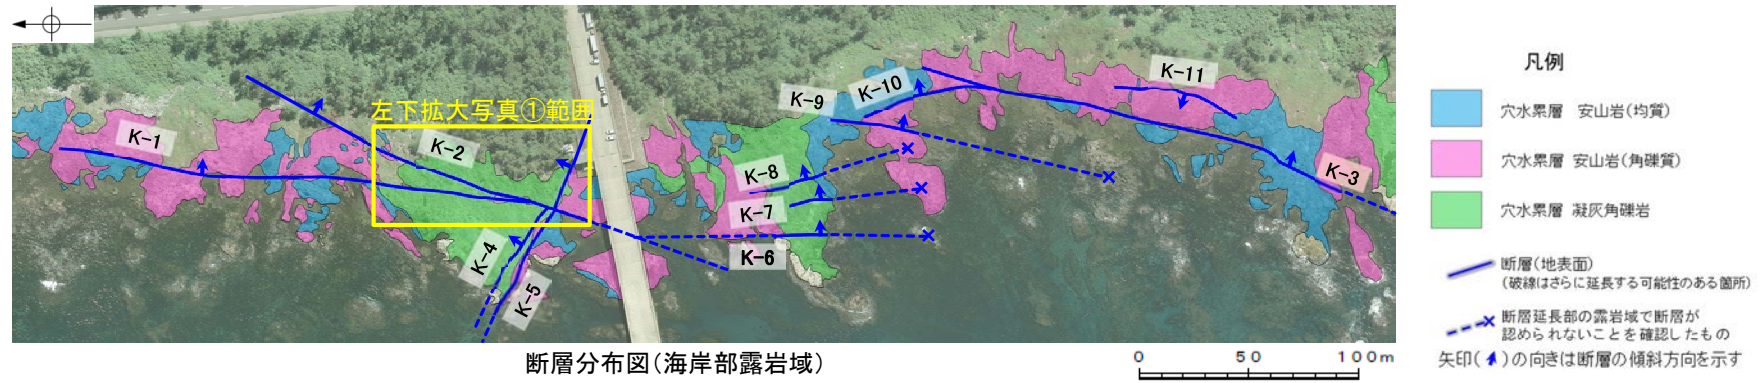 K-1
K-2
左下拡大写真①範囲
K-4
K-5
K-9
K-10
K-11
K-8
K-7
K-6
K-3
断層分布図(海岸部露岩域)
0 50 100m
凡例
穴水累層 安山岩(均質)
穴水累層 安山岩(角礫質)
穴水累層 凝灰角礫岩
断層(地表面)
(破線はさらに延長する可能性のある箇所)
断層延長部の露岩域で断層が
認められないことを確認したもの
矢印( )の向きは断層の傾斜方向を示す